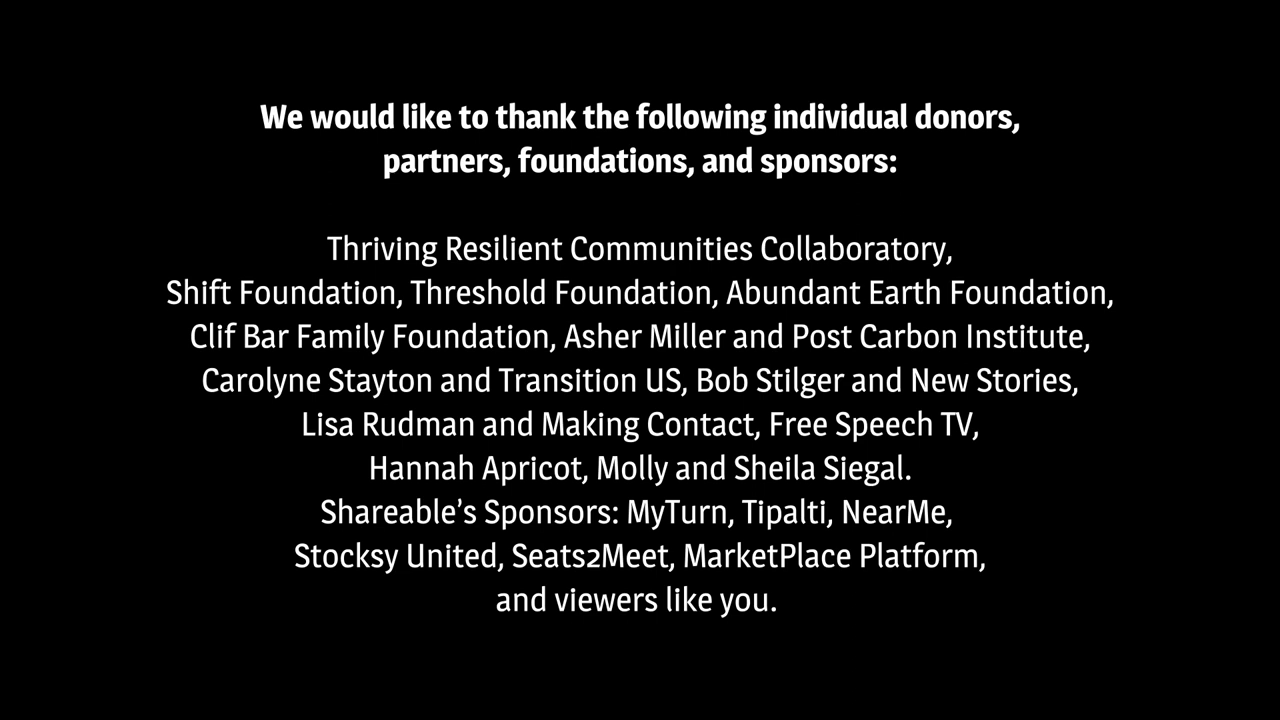 We would like to thank the following individual donors,
partners, foundations, and sponsors:
Thriving Resilient Communities Collaboratory,
Shift Foundation, Threshold Foundation, Abundant Earth Foundation,
Clif Bar Family Foundation, Asher Miller and Post Carbon Institute,
Carolyne Stayton and Transition US, Bob Stilger and New Stories,
Lisa Rudman and Making Contact, Free Speech TV,
Hannah Apricot, Molly and Sheila Siegal.
Shareable’s Sponsors: MyTurn, Tipalti, NearMe,
Stocksy United, Seats2Meet, MarketPlace Platform,
and viewers like you.